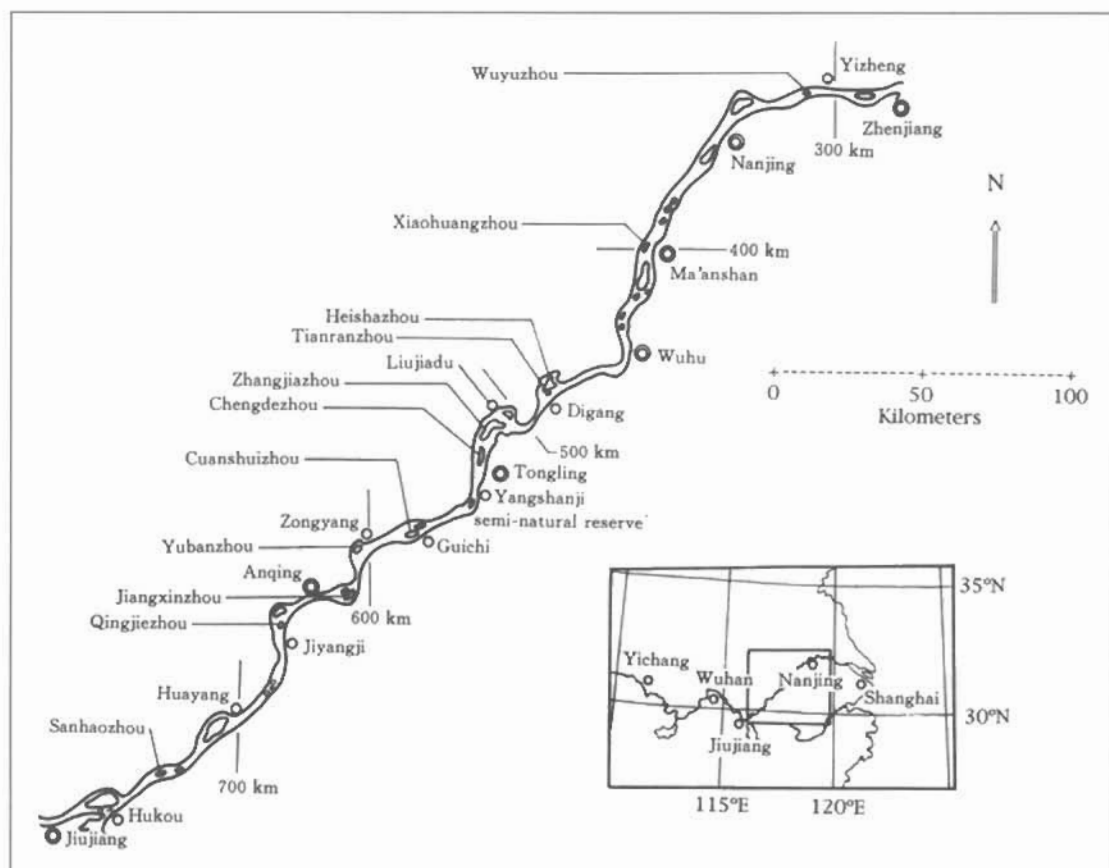 Wuyuzhou
Yizheng
Zhenjiang
300 km
Nanjing
N
Xiaohuangzhou
400 km
Ma'anshan
Heishazhou
Tianranzhou
Liujiadu
Zhangjiazhou
Chengdezhou
Wuhu
0 50 100
Kilometers
Digang
500 km
Cuanshuizhou
Tongling
Yangshanji
semi-natural reserve
Zongyang
Yubanzhou
Guichi
Anqing
Jiangxinzhou
600 km
Qingjiezhou
Jiyangji
Huayang
Sanhaozhou
700 km
Hukou
Jiujiang
35°N
Yichang
Wuhan
Nanjing
Shanghai
30°N
Jiujiang
115°E 120°E